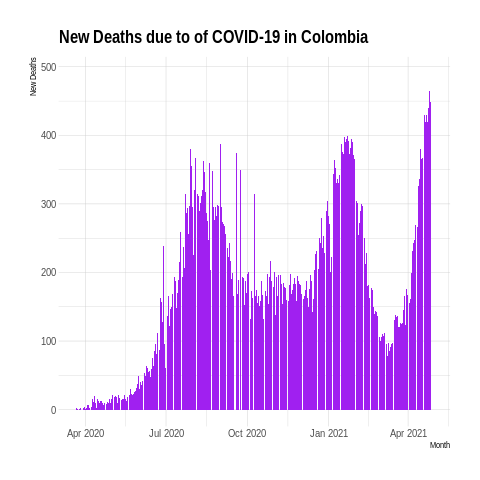 New Deaths due to of COVID-19 in Colombia
New Deaths
500
400
300
200
100
0
Apr 2020 Jul 2020 Oct 2020 Jan 2021 Apr 2021
Month